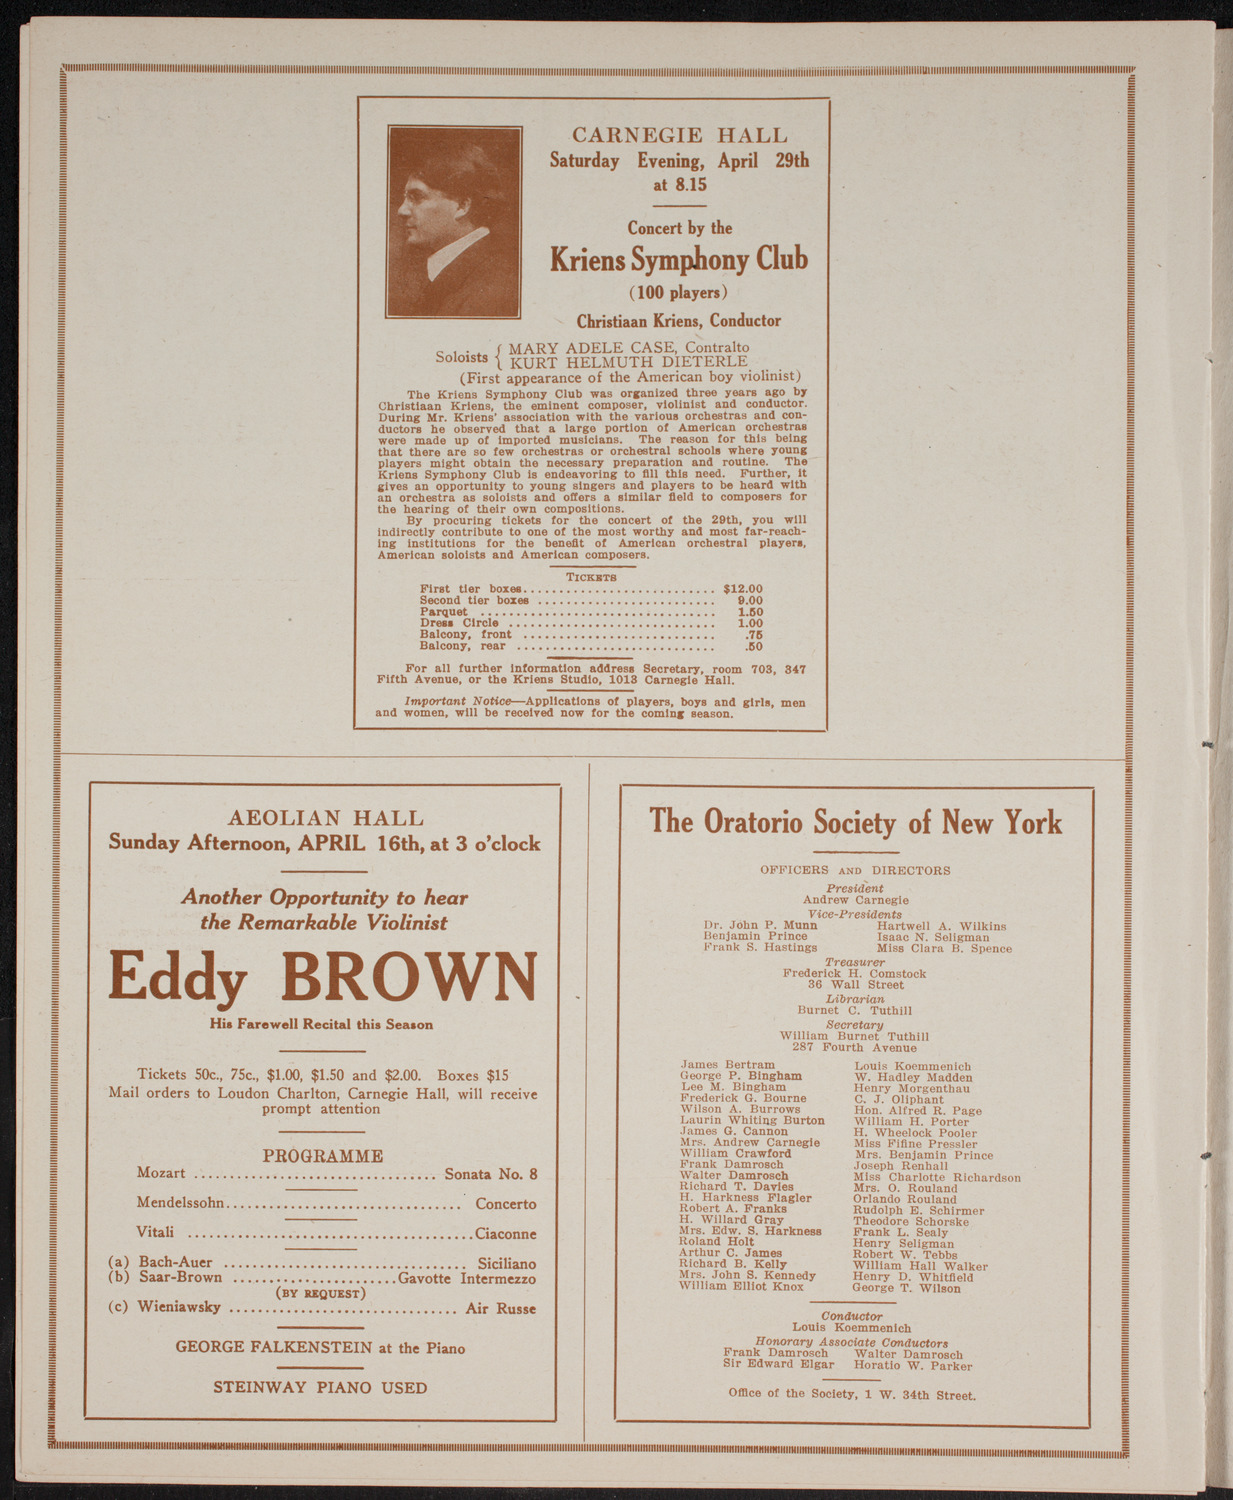 CARNEGIE HALL
Saturday Evening, April 29th
at 8.15
Concert by the
Kriens Symphony Club
(100 players)
Christiaan Kriens, Conductor
Soloists { MARY ADELE CASE, Contralto
KURT HELMUTH DIETERLE
(First appearance of the American boy violinist)
The Kriens Symphony Club was organized three years ago by
Christiaan Kriens, the eminent composer, violinist and conductor.
During Mr. Kriens' association with the various orchestras and con-
ductors he observed that a large portion of American orchestras
were made up of imported musicians. The reason for this being
that there are so few orchestras or orchestral schools where young
players might obtain the necessary preparation and routine. The
Kriens Symphony Club is endeavoring to fill this need. Further, it
gives an opportunity to young singers and players to be heard with
an orchestra as soloists and offers a similar field to composers for
the hearing of their own compositions.
By procuring tickets for the concert of the 29th, you will
indirectly contribute to one of the most worthy and most far-reach-
ing institutions for the benefit of American orchestral players,
American soloists and American composers.
TICKETS
First tier boxes........................... $12.00
Second tier boxes ......................... 9.00
Parquet ................................. 1.50
Dress Circle ............................. 1.00
Balcony, front ........................... .75
Balcony, rear ............................ .50
For all further information address Secretary, room 703, 347
Fifth Avenue, or the Kriens Studio, 1013 Carnegie Hall.
Important Notice—Applications of players, boys and girls, men
and women, will be received now for the coming season.
AEOLIAN HALL
Sunday Afternoon, APRIL 16th, at 3 o'clock
Another Opportunity to hear
the Remarkable Violinist
Eddy BROWN
His Farewell Recital this Season
Tickets 50c., 75c., $1.00, $1.50 and $2.00. Boxes $15
Mail orders to Loudon Charlton, Carnegie Hall, will receive
prompt attention
PROGRAMME
Mozart ................................. Sonata No. 8
Mendelssohn................................ Concerto
Vitali ......................................Ciaconne
(a) Bach-Auer ................................. Siciliano
(b) Saar-Brown .......................Gavotte Intermezzo
(BY REQUEST)
(c) Wieniawsky ............................... Air Russe
GEORGE FALKENSTEIN at the Piano
STEINWAY PIANO USED
The Oratorio Society of New York
OFFICERS AND DIRECTORS
President
Andrew Carnegie
Vice-Presidents
Dr. John P. Munn Hartwell A. Wilkins
Benjamin Prince Isaac N. Seligman
Frank S. Hastings Miss Clara B. Spence
Treasurer
Frederick H. Comstock
36 Wall Street
Librarian
Burnet C. Tuthill
Secretary
William Burnet Tuthill
287 Fourth Avenue
James Bertram Louis Koemmenich
George P. Bingham W. Hadley Madden
Lee M. Bingham Henry Morgenthau
Frederick G. Bourne C. J. Oliphant
Wilson A. Burrows Hon. Alfred R. Page
Laurin Whiting Burton William H. Porter
James G. Cannon H. Wheelock Pooler
Mrs. Andrew Carnegie Miss Fifine Pressler
William Crawford Mrs. Benjamin Prince
Frank Damrosch Joseph Renhall
Walter Damrosch Miss Charlotte Richardson
Richard T. Davies Mrs. O. Rouland
H. Harkness Flagler Orlando Rouland
Robert A. Franks Rudolph E. Schirmer
H. Willard Gray Theodore Schorske
Mrs. Edw. S. Harkness Frank L. Sealy
Roland Holt Henry Seligman
Arthur C. James Robert W. Tebbs
Richard B. Kelly William Hall Walker
Mrs. John S. Kennedy Henry D. Whitfield
William Elliot Knox George T. Wilson
Conductor
Louis Koemmenich
Honorary Associate Conductors
Frank Damrosch Walter Damrosch
Sir Edward Elgar Horatio W. Parker
Office of the Society, 1 W. 34th Street.